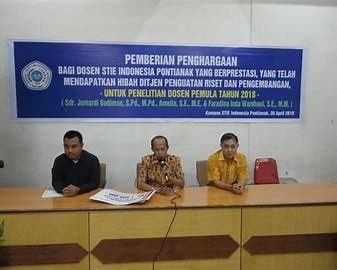 PEMBERIAN PENGHARGAAN
BAGI DOSEN STIE INDONESIA PONTIANAK YANG BERPRESTASI, YANG TELAH
MENDAPATKAN HIBAH DITJEN PENGUATAN RISET DAN PENGEMBANGAN,
- UNTUK PENELITIAN DOSEN PEMULA TAHUN 2018 -
( Sdr. Jumardi Budiman, S.Pd., M.Pd., Amelia, S.E., M.E. & Faradina Inda Wardhani, S.E., M.M. )
Kampus STIE Indonesia Pontianak, 20 April 2018